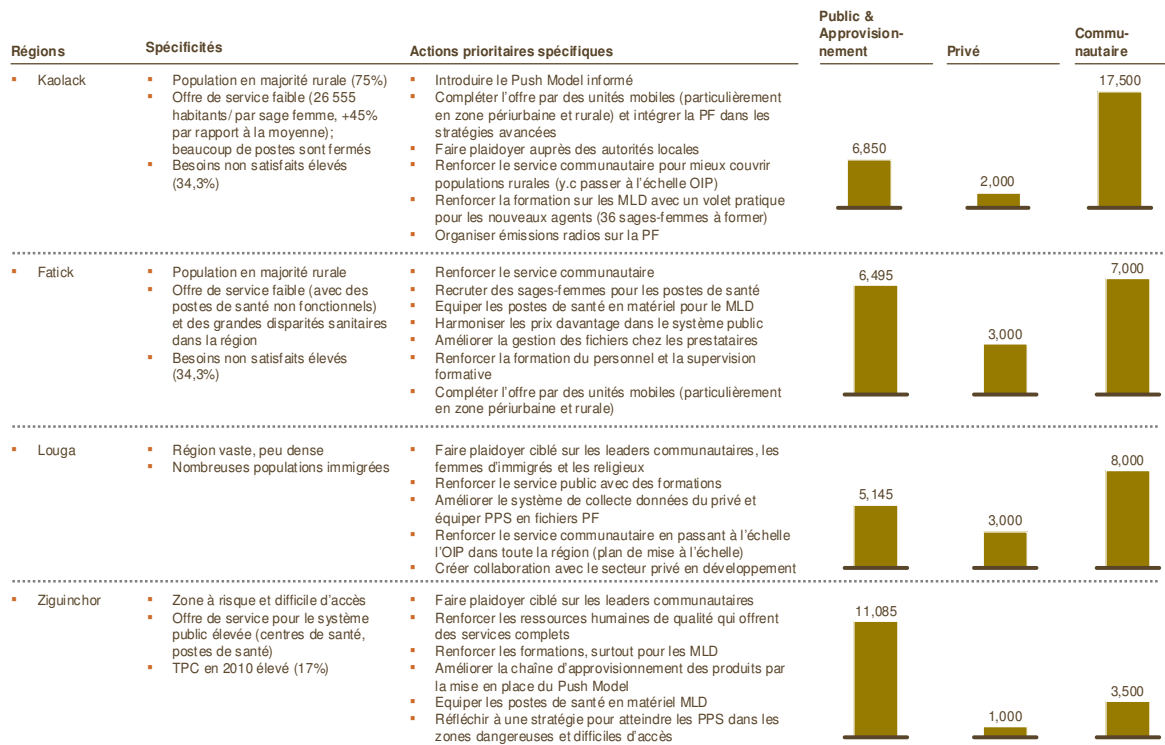 Régions
Spécificités
Actions prioritaires spécifiques
Public &
Approvision-
nement
Privé
Commu-
nautaire
Kaolack
Population en majorité rurale (75%)
Offre de service faible (26 555
habitants/ par sage femme, +45%
par rapport à la moyenne);
beaucoup de postes sont fermés
Besoins non satisfaits élevés
(34,3%)
Introduire le Push Model informé
Compléter l'offre par des unités mobiles (particulièrement
en zone périurbaine et rurale) et intégrer la PF dans les
stratégies avancées
Faire plaidoyer auprès des autorités locales
Renforcer le service communautaire pour mieux couvrir
populations rurales (y.c passer à l'échelle OIP)
Renforcer la formation sur les MLD avec un volet pratique
pour les nouveaux agents (36 sages-femmes à former)
Organiser émissions radios sur la PF
6,850
2,000
17,500
Fatick
Population en majorité rurale
Offre de service faible (avec des
postes de santé non fonctionnels)
et des grandes disparités sanitaires
dans la région
Besoins non satisfaits élevés
(34,3%)
Renforcer le service communautaire
Recruter des sages-femmes pour les postes de santé
Equiper les postes de santé en matériel pour le MLD
Harmoniser les prix davantage dans le système public
Améliorer la gestion des fichiers chez les prestataires
Renforcer la formation du personnel et la supervision
formative
Compléter l'offre par des unités mobiles (particulièrement
en zone périurbaine et rurale)
6,495
3,000
7,000
Louga
Région vaste, peu dense
Nombreuses populations immigrées
Faire plaidoyer ciblé sur les leaders communautaires, les
femmes d'immigrés et les religieux
Renforcer le service public avec des formations
Améliorer le système de collecte données du privé et
équiper PPS en fichiers PF
Renforcer le service communautaire en passant à l'échelle
l'OIP dans toute la région (plan de mise à l'échelle)
Créer collaboration avec le secteur privé en développement
5,145
3,000
8,000
Ziguinchor
Zone à risque et difficile d'accès
Offre de service pour le système
public élevée (centres de santé,
postes de santé)
TPC en 2010 élevé (17%)
Faire plaidoyer ciblé sur les leaders communautaires
Renforcer les ressources humaines de qualité qui offrent
des services complets
Renforcer les formations, surtout pour les MLD
Améliorer la chaîne d'approvisionnement des produits par
la mise en place du Push Model
Equiper les postes de santé en matériel MLD
Réfléchir à une stratégie pour atteindre les PPS dans les
zones dangereuses et difficiles d'accès
11,085
1,000
3,500